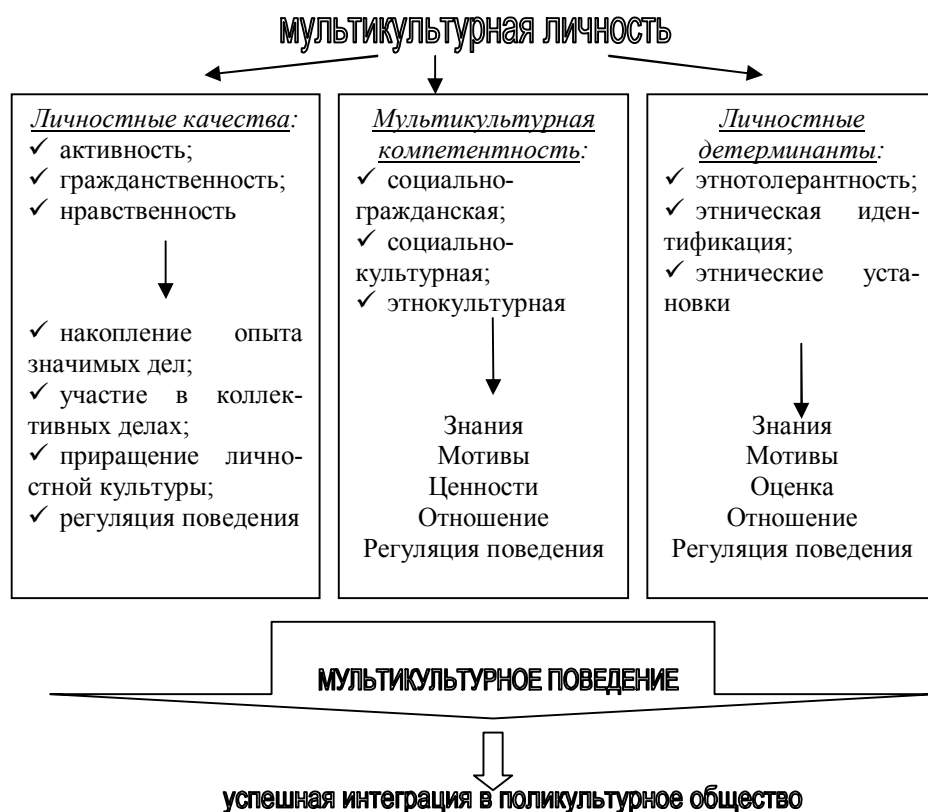 мультикультурная личность
Личностные качества:
✓ активность;
✓ гражданственность;
✓ нравственность
✓ накопление опыта
значимых дел;
✓ участие в коллек-
тивных делах;
✓ приращение лично-
стной культуры;
✓ регуляция поведения
Мультикультурная
компетентность:
✓ социально-
гражданская;
✓ социально-
культурная;
✓ этнокультурная
Знания
Мотивы
Ценности
Отношение
Регуляция поведения
Личностные
детерминанты:
✓ этнотолерантность;
✓ этническая иден-
тификация;
✓ этнические уста-
новки
Знания
Мотивы
Оценка
Отношение
Регуляция поведения
МУЛЬТИКУЛЬТУРНОЕ ПОВЕДЕНИЕ
успешная интеграция в поликультурное общество